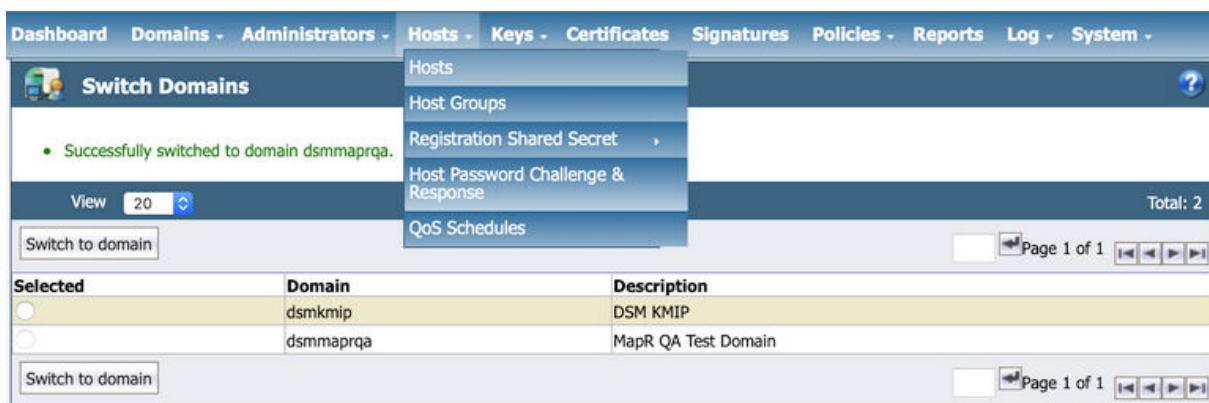 Dashboard Domains - Administrators - Hosts - Keys - Certificates Signatures Policies - Reports Log - System -
Switch Domains ?
Hosts
Host Groups
Registration Shared Secret
Host Password Challenge &
Response
QoS Schedules
• Successfully switched to domain dsmmaprqa.
View 20 Total: 2
Switch to domain Page 1 of 1
Selected Domain Description
dsmkmip DSM KMIP
dsmmaprqa MapR QA Test Domain
Switch to domain Page 1 of 1